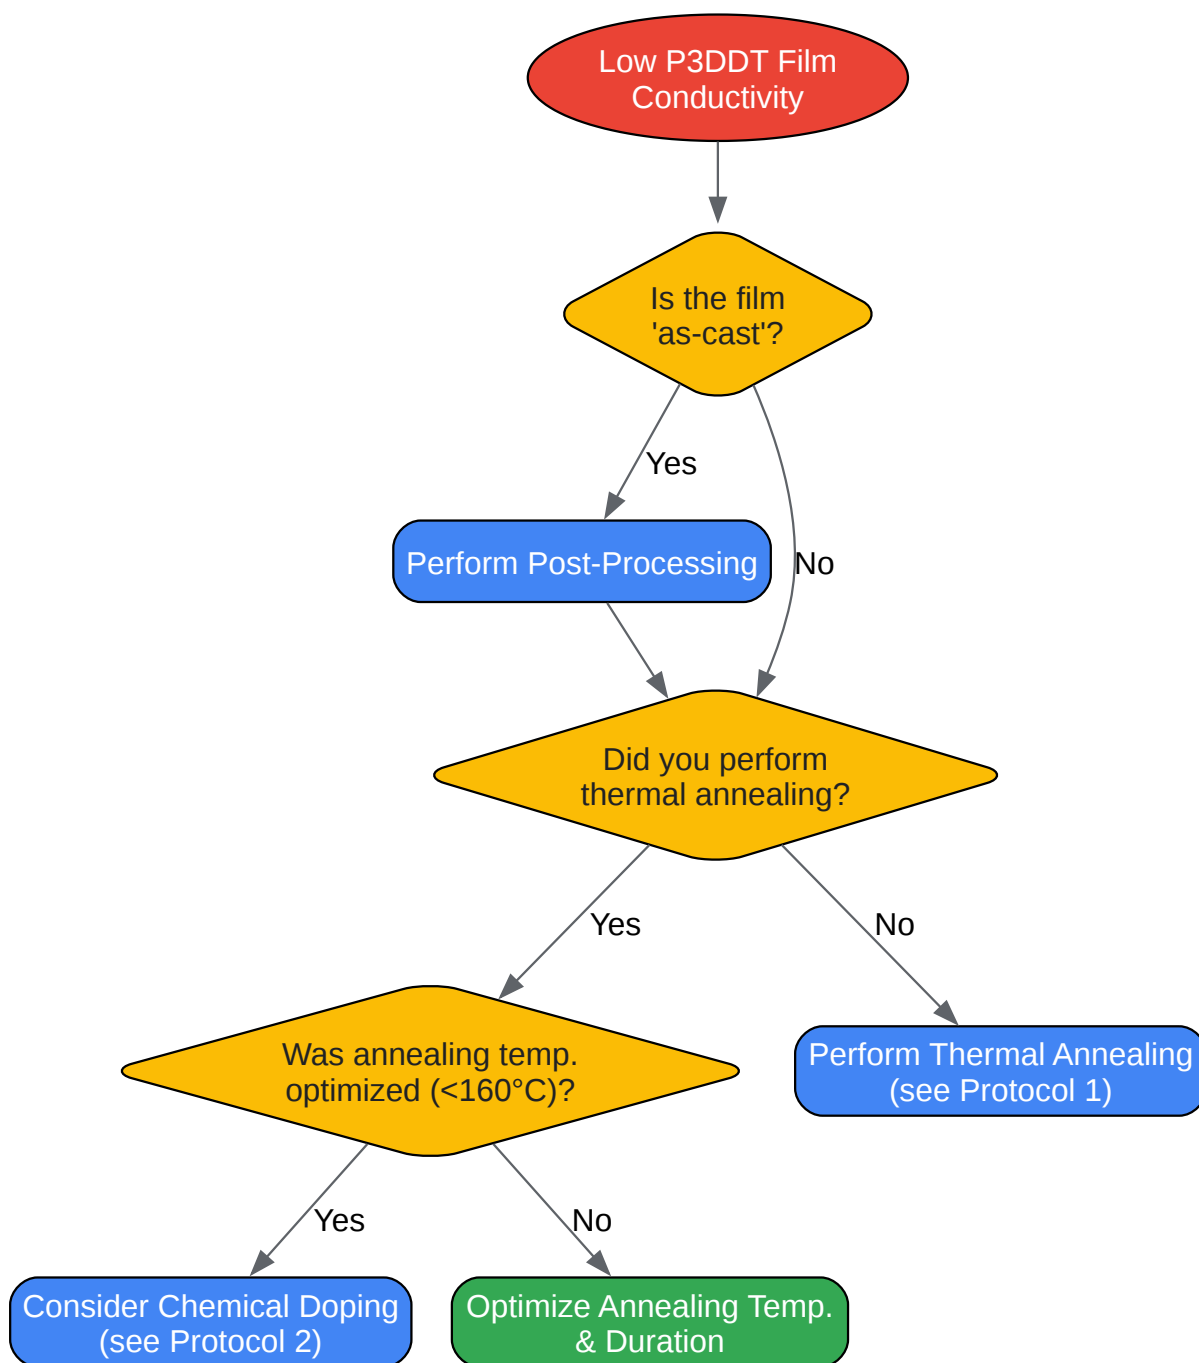 Low P3DDT Film
Conductivity
Is the film
'as-cast'?
Yes
Perform Post-Processing
No
Did you perform
thermal annealing?
Yes
No
Was annealing temp.
optimized (<160°C)?
Perform Thermal Annealing
(see Protocol 1)
Yes
No
Consider Chemical Doping
(see Protocol 2)
Optimize Annealing Temp.
& Duration